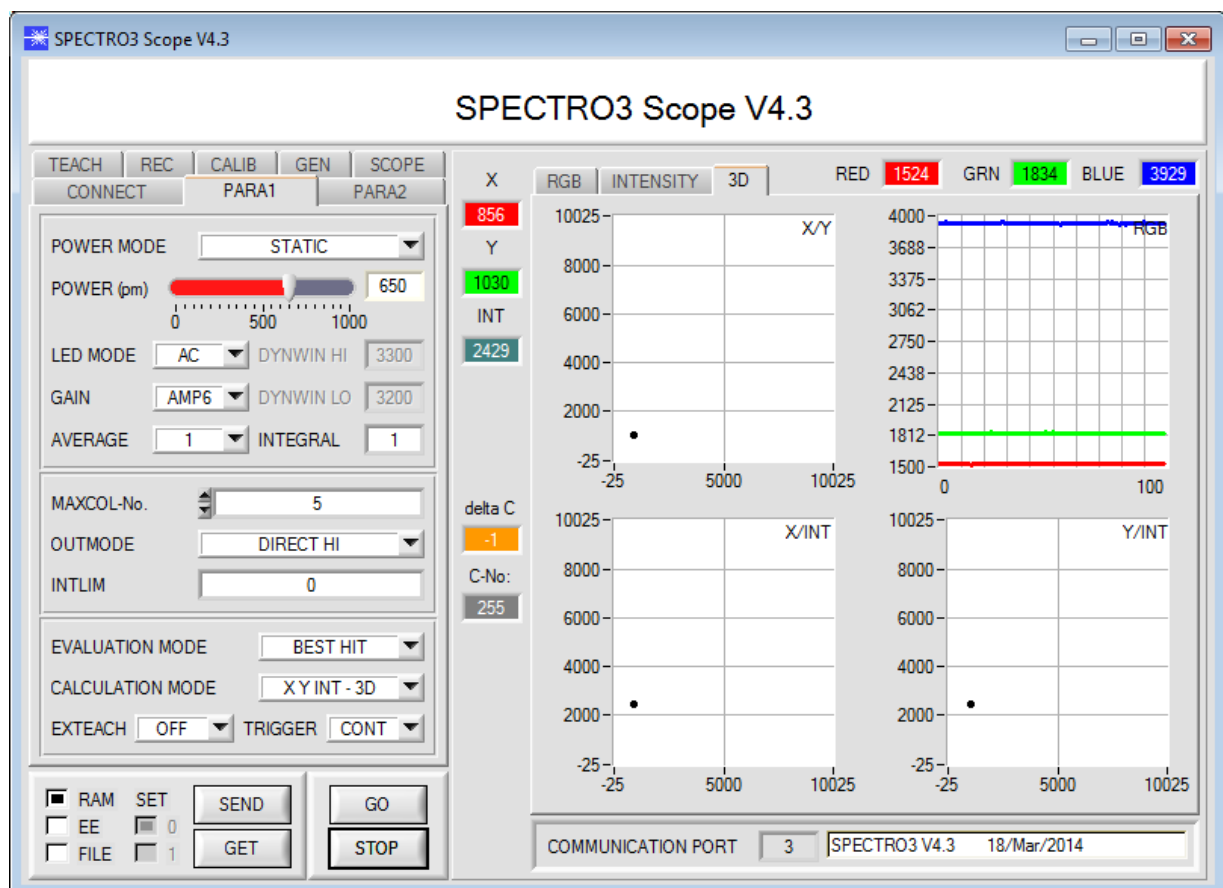 SPECTRO3 Scope V4.3
SPECTRO3 Scope V4.3
TEACH REC CALIB GEN SCOPE
CONNECT PARA1 PARA2
POWER MODE STATIC
POWER (pm) 650
0 500 1000
LED MODE AC DYNWIN HI 3300
GAIN AMP6 DYNWIN LO 3200
AVERAGE 1 INTEGRAL 1
MAXCOL-No. 5
OUTMODE DIRECT HI
INTLIM 0
EVALUATION MODE BEST HIT
CALCULATION MODE X Y INT - 3D
EXTEACH OFF TRIGGER CONT
RAM SET SEND GO
EE 0
FILE 1 GET STOP
X
856
Y
1030
INT
2429
delta C
-1
C-No:
255
RGB INTENSITY 3D RED 1524 GRN 1834 BLUE 3929
X/Y
10025
8000
6000
4000
2000
-25
-25 5000 10025
RGB
4000
3688
3375
3062
2750
2438
2125
1812
1500
0 100
X/INT
10025
8000
6000
4000
2000
-25
-25 5000 10025
Y/INT
10025
8000
6000
4000
2000
-25
-25 5000 10025
COMMUNICATION PORT 3 SPECTRO3 V4.3 18/Mar/2014